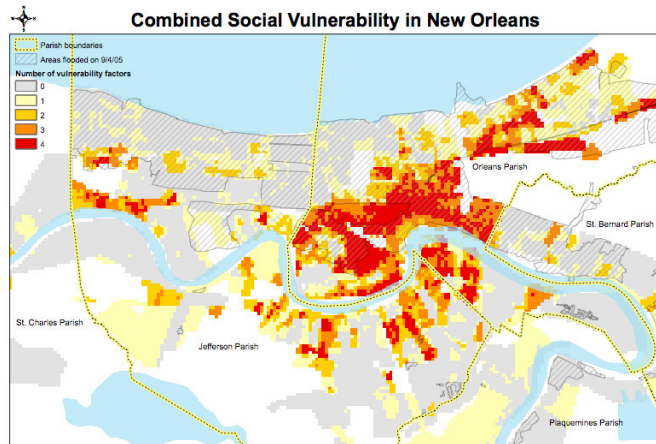 Combined Social Vulnerability in New Orleans
N
W E
S
Parish boundaries
Areas flooded on 9/4/05
Number of vulnerability factors
0
1
2
3
4
Orleans Parish
St. Bernard Parish
St. Charles Parish
Jefferson Parish
Plaquemines Parish